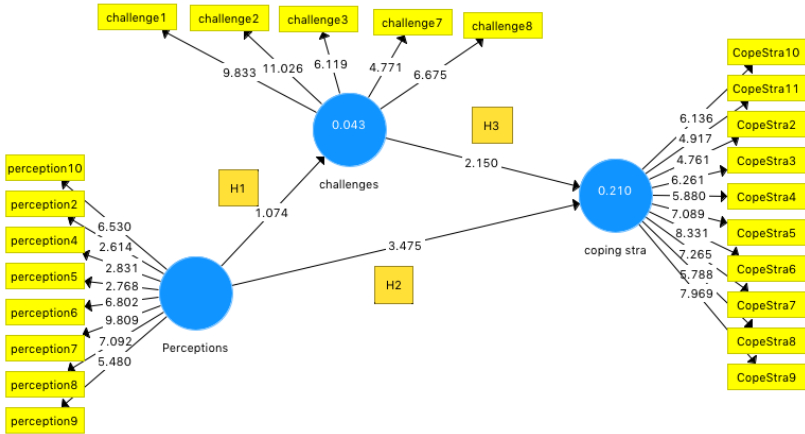 challenge1
challenge2
challenge3
challenge7
challenge8
9.833
11.026
6.119
4.771
6.675
0.043
challenges
H1
1.074
H3
2.150
perception10
perception2
perception4
perception5
perception6
perception7
perception8
perception9
6.530
2.614
2.831
2.768
6.802
9.809
7.092
5.480
Perceptions
3.475
H2
0.210
coping stra
6.136
4.917
4.761
6.261
5.880
7.089
8.331
7.265
5.788
7.969
CopeStra10
CopeStra11
CopeStra2
CopeStra3
CopeStra4
CopeStra5
CopeStra6
CopeStra7
CopeStra8
CopeStra9